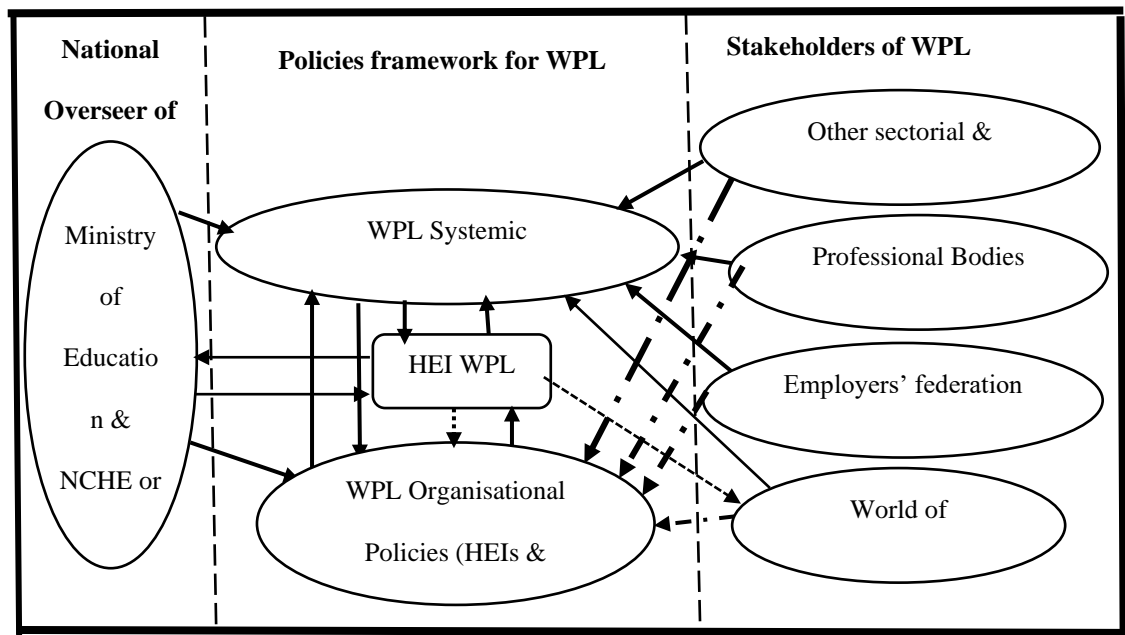 National
Overseer of
Policies framework for WPL
Stakeholders of WPL
Ministry
of
Educatio
n &
NCHE or
WPL Systemic
HEI WPL
WPL Organisational
Policies (HEIs &
Other sectorial &
Professional Bodies
Employers’ federation
World of